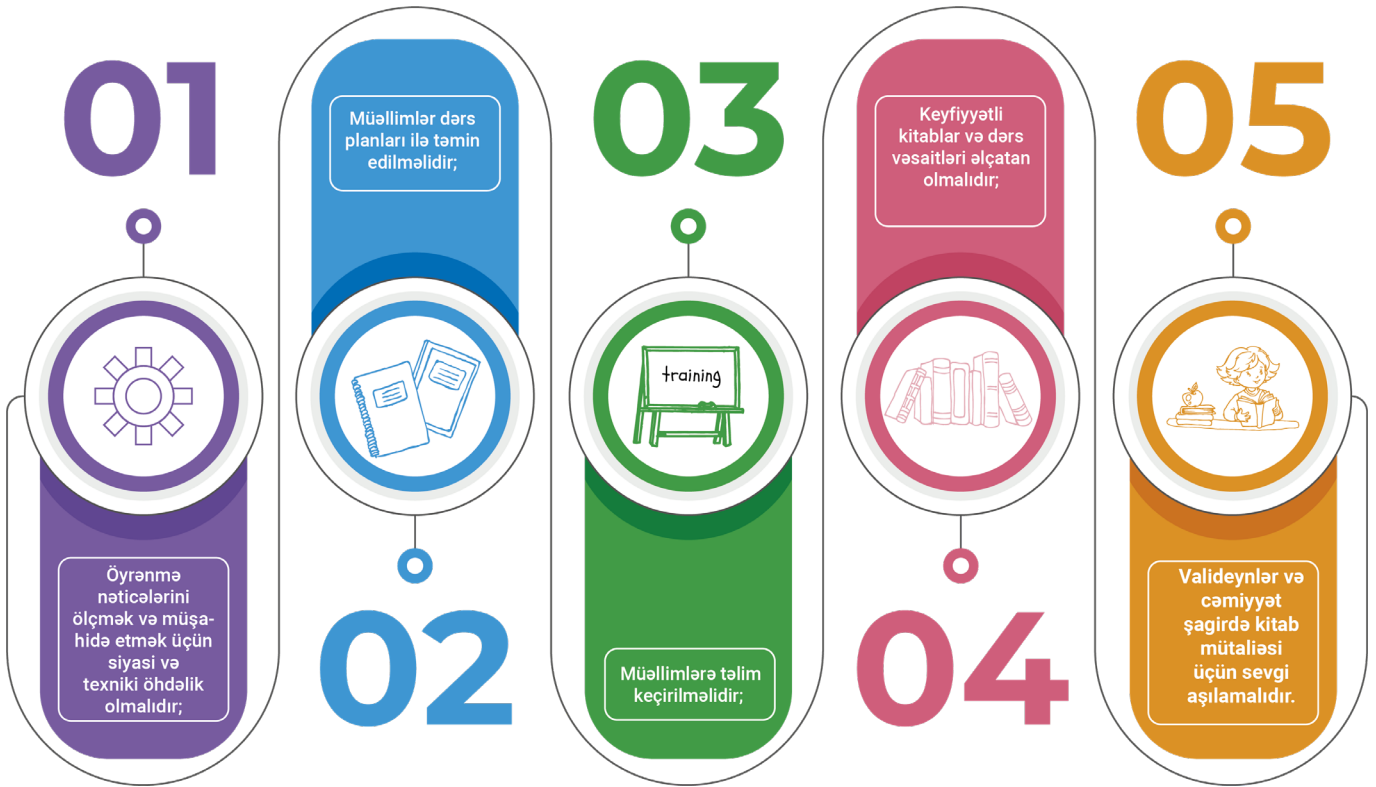 01
Öyrənmə
nəticələrini
ölçmək və müşa-
hidə etmək üçün
siyasi və
texniki öhdəlik
olmalıdır;
Müəllimlər dərs
planları ilə təmin
edilməlidir;
02
03
training
Müəllimlərə təlim
keçirilməlidir;
Keyfiyyətli
kitablar və dərs
vəsaitləri əlçatan
olmalıdır;
04
05
Valideynlər və
cəmiyyət
şagirdə kitab
mütaliəsi
üçün sevgi
aşılamalıdır.